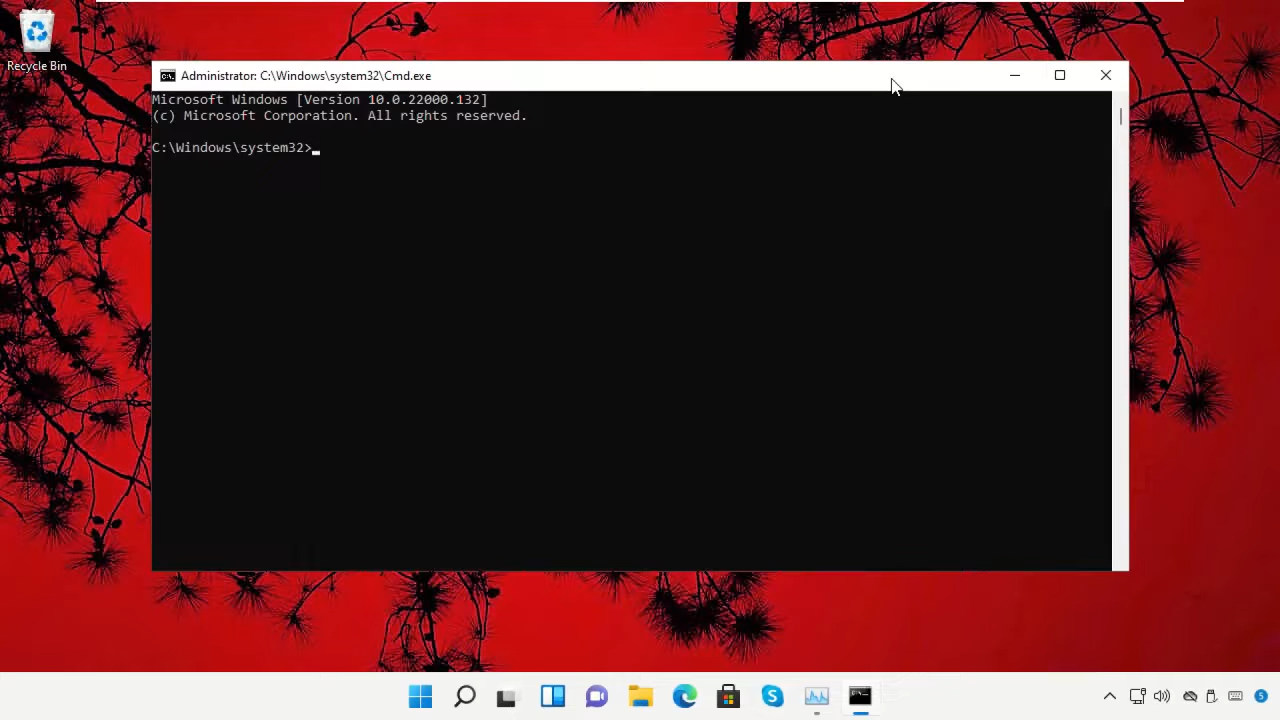 Recycle Bin
Administrator: C:\Windows\system32\Cmd.exe
Microsoft Windows [Version 10.0.22000.132]
(c) Microsoft Corporation. All rights reserved.
C:\Windows\system32>
5